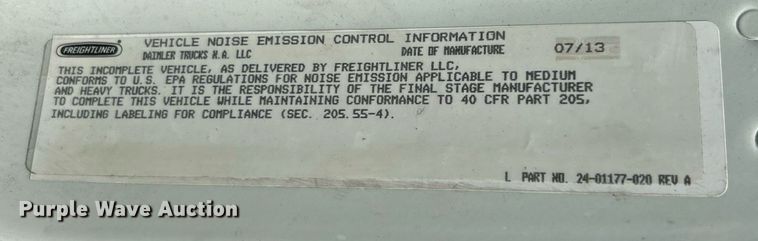 FREIGHTLINER
VEHICLE NOISE EMISSION CONTROL INFORMATION
DAIMLER TRUCKS N.A. LLC DATE OF MANUFACTURE 07/13
THIS INCOMPLETE VEHICLE, AS DELIVERED BY FREIGHTLINER LLC,
CONFORMS TO U.S. EPA REGULATIONS FOR NOISE EMISSION APPLICABLE TO MEDIUM
AND HEAVY TRUCKS. IT IS THE RESPONSIBILITY OF THE FINAL STAGE MANUFACTURER
TO COMPLETE THIS VEHICLE WHILE MAINTAINING CONFORMANCE TO 40 CFR PART 205,
INCLUDING LABELING FOR COMPLIANCE (SEC. 205.55-4).
L PART NO. 24-01177-020 REV A
Purple Wave Auction